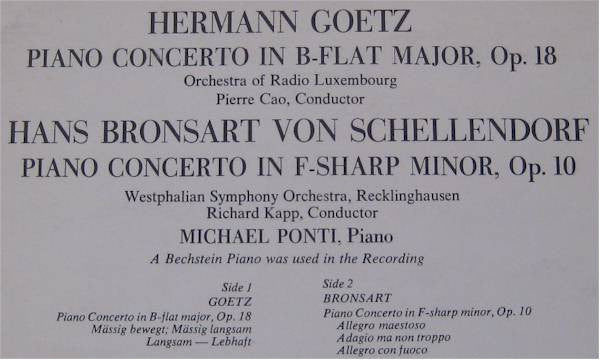 HERMANN GOETZ
PIANO CONCERTO IN B-FLAT MAJOR, Op. 18
Orchestra of Radio Luxembourg
Pierre Cao, Conductor
HANS BRONSART VON SCHELLENDORF
PIANO CONCERTO IN F-SHARP MINOR, Op. 10
Westphalian Symphony Orchestra, Recklinghausen
Richard Kapp, Conductor
MICHAEL PONTI, Piano
A Bechstein Piano was used in the Recording
Side 1
GOETZ
Piano Concerto in B-flat major, Op. 18
Mässig bewegt; Mässig langsam
Langsam — Lebhaft
Side 2
BRONSART
Piano Concerto in F-sharp minor, Op. 10
Allegro maestoso
Adagio ma non troppo
Allegro con fuoco